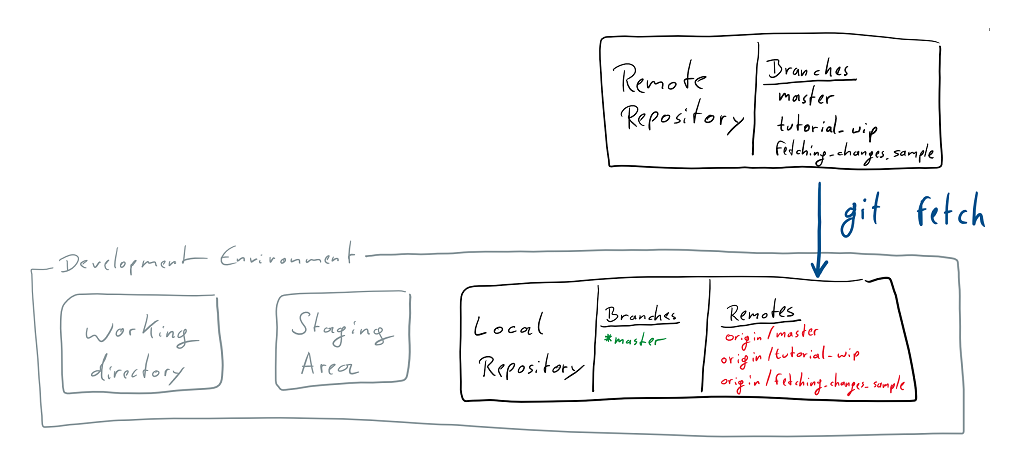 Remote
Repository
Branches
master
tutorial_wip
fetching_changes_sample
git fetch
Development Environment
Working
directory
Staging
Area
Local
Repository
Branches
*master
Remotes
origin/master
origin/tutorial_wip
origin/fetching_changes_sample